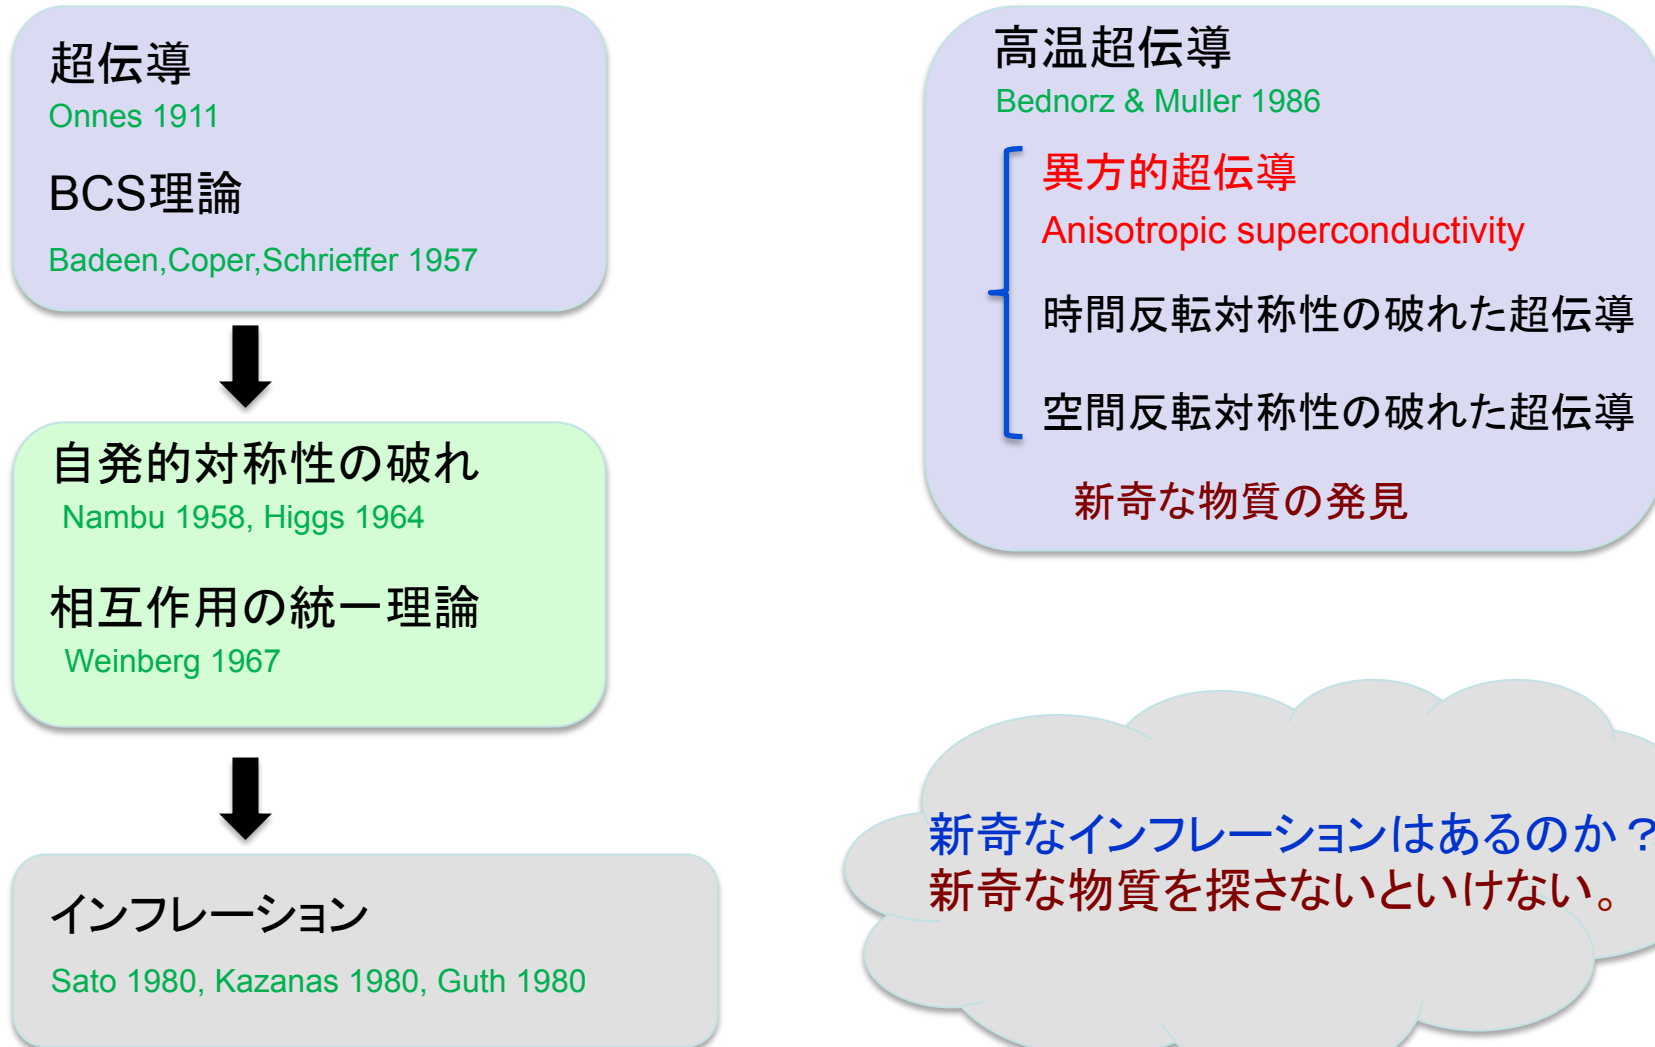 超伝導
Onnes 1911
BCS理論
Badeen,Coper,Schrieffer 1957
自発的対称性の破れ
Nambu 1958, Higgs 1964
相互作用の統一理論
Weinberg 1967
インフレーション
Sato 1980, Kazanas 1980, Guth 1980
高温超伝導
Bednorz & Muller 1986
異方的超伝導
Anisotropic superconductivity
時間反転対称性の破れた超伝導
空間反転対称性の破れた超伝導
新奇な物質の発見
新奇なインフレーションはあるのか？
新奇な物質を探さないといけない。